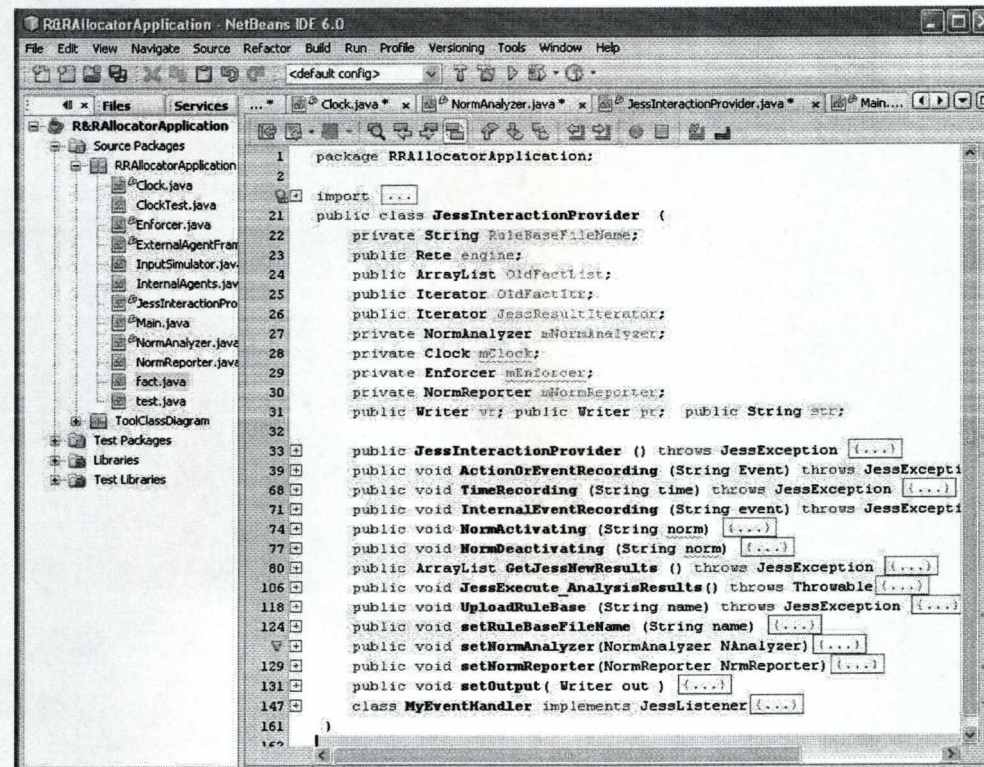 R&RAllocatorApplication - NetBeans IDE 6.0
File Edit View Navigate Source Refactor Build Run Profile Versioning Tools Window Help
<default config>
Files Services
...* Clock.java * x NormAnalyzer.java * x JessInteractionProvider.java * x Main....
R&RAllocatorApplication
Source Packages
RRAllocatorApplication
Clock.java
ClockTest.java
Enforcer.java
ExternalAgentFran
InputSimulator.java
InternalAgents.jav
JessInteractionPro
Main.java
NormAnalyzer.java
NormReporter.java
fact.java
test.java
ToolClassDiagram
Test Packages
Libraries
Test Libraries
1 package RRAllocatorApplication;
2
import ...
21 public class JessInteractionProvider {
22 private String RuleBaseFileName;
23 public Rete engine;
24 public ArrayList OldFactList;
25 public Iterator OldFactItr;
26 public Iterator JessResultIterator;
27 private NormAnalyzer mNormAnalyzer;
28 private Clock mClock;
29 private Enforcer mEnforcer;
30 private NormReporter mNormReporter;
31 public Writer wr; public Writer pr; public String str;
32
33 public JessInteractionProvider () throws JessException {...}
39 public void ActionOrEventRecording (String Event) throws JessExcepti
68 public void TimeRecording (String time) throws JessException {...}
71 public void InternalEventRecording (String event) throws JessExcepti
74 public void NormActivating (String norm) {...}
77 public void NormDeactivating (String norm) {...}
80 public ArrayList GetJessNewResults () throws JessException {...}
106 public void JessExecute_AnalysisResults() throws Throwable {...}
118 public void UploadRuleBase (String name) throws JessException {...}
124 public void setRuleBaseFileName (String name) {...}
public void setNormAnalyzer(NormAnalyzer NAnalyzer) {...}
129 public void setNormReporter(NormReporter NrmReporter) {...}
131 public void setOutput( Writer out ) {...}
147 class MyEventHandler implements JessListener {...}
161 }
162